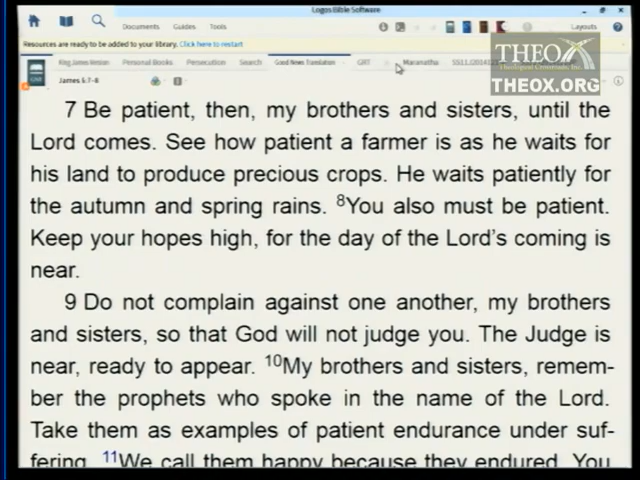 Logos Bible Software
Documents Guides Tools Layouts
Resources are ready to be added to your library. Click here to restart
King James Version Personal Books Persecution Search Good News Translation GRT Maranatha
James 5:7-8
THEOX
THEOX.ORG
7 Be patient, then, my brothers and sisters, until the
Lord comes. See how patient a farmer is as he waits for
his land to produce precious crops. He waits patiently for
the autumn and spring rains. 8You also must be patient.
Keep your hopes high, for the day of the Lord's coming is
near.
9 Do not complain against one another, my brothers
and sisters, so that God will not judge you. The Judge is
near, ready to appear. 10My brothers and sisters, remem-
ber the prophets who spoke in the name of the Lord.
Take them as examples of patient endurance under suf-
fering. 11We call them happy because they endured. You